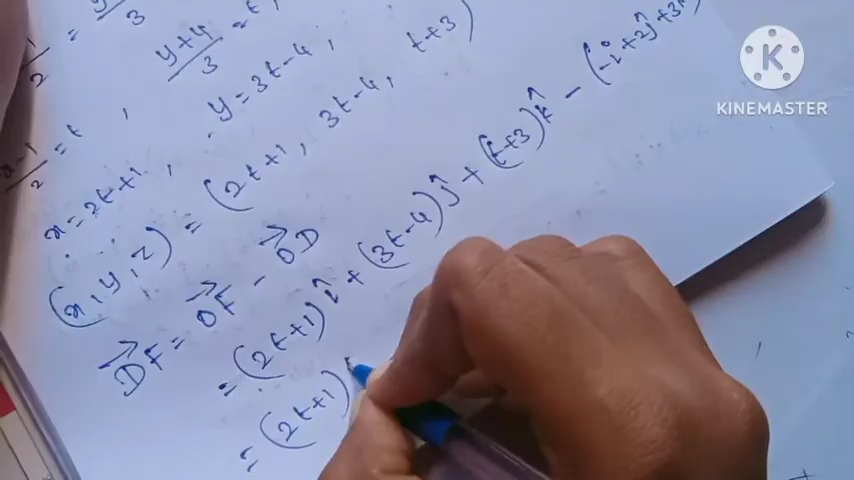 x-1/2 = t, y+4/3 = t,
x = 2t+1, y = 3t-4, t+3)
(x, y, z) = (2t+1, 3t-4,
DF = OF - OD
= (2t+1)î + (3t-4)ĵ + (t+3)k̂ - (-î+2ĵ+3k̂
= (2t+1)
KINEMASTER